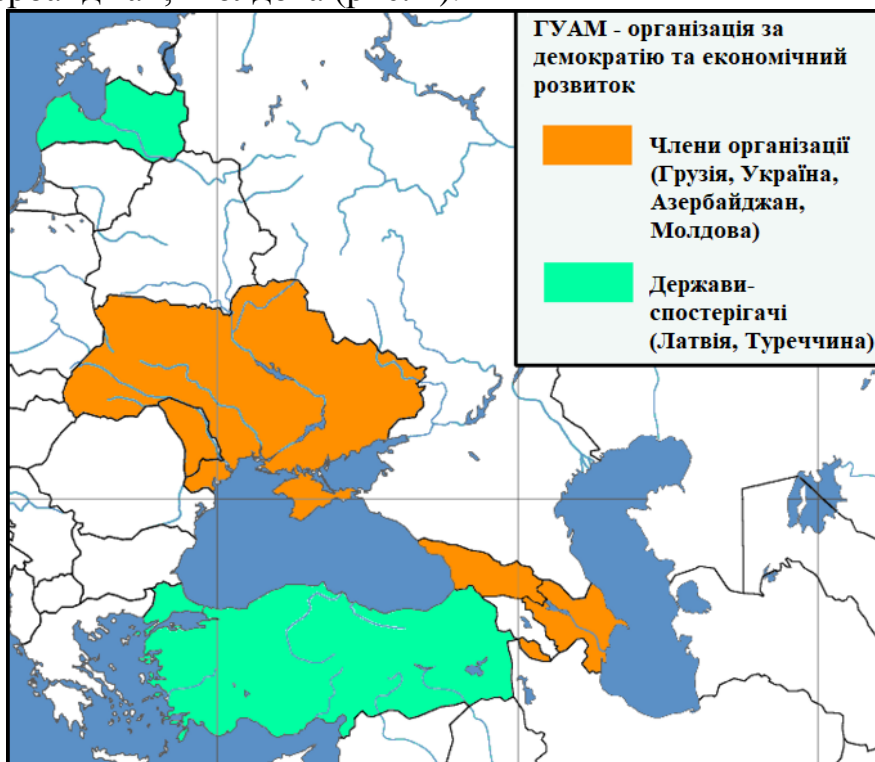 ГУАМ - організація за
демократію та економічний
розвиток
Члени організації
(Грузія, Україна,
Азербайджан,
Молдова)
Держави-
спостерігачі
(Латвія, Туреччина)